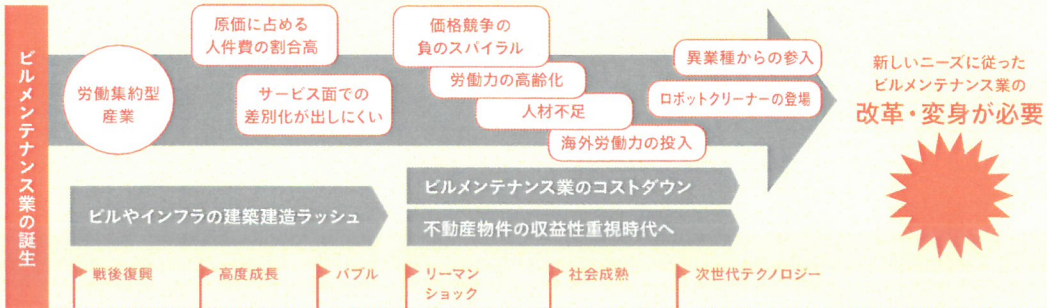 ビルメンテナンス業の誕生
労働集約型
産業
原価に占める
人件費の割合高
サービス面での
差別化が出しにくい
価格競争の
負のスパイラル
労働力の高齢化
人材不足
海外労働力の投入
異業種からの参入
ロボットクリーナーの登場
新しいニーズに従った
ビルメンテナンス業の
改革・変身が必要
ビルやインフラの建築建造ラッシュ
ビルメンテナンス業のコストダウン
不動産物件の収益性重視時代へ
戦後復興
高度成長
バブル
リーマン
ショック
社会成熟
次世代テクノロジー